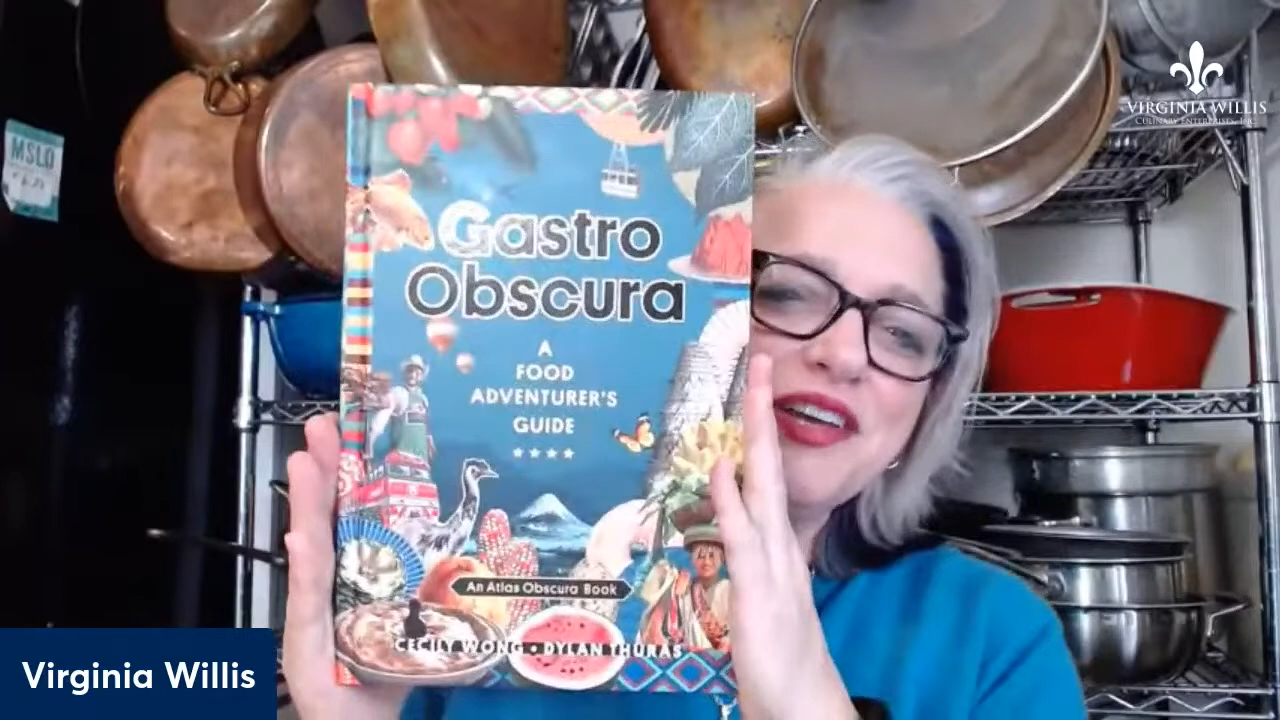 MSLO
VIRGINIA WILLIS
CULINARY ENTERPRISES, INC
Gastro
Obscura
A
FOOD
ADVENTURER'S
GUIDE
An Atlas Obscura Book
CECILY WONG • DYLAN THURAS
Virginia Willis